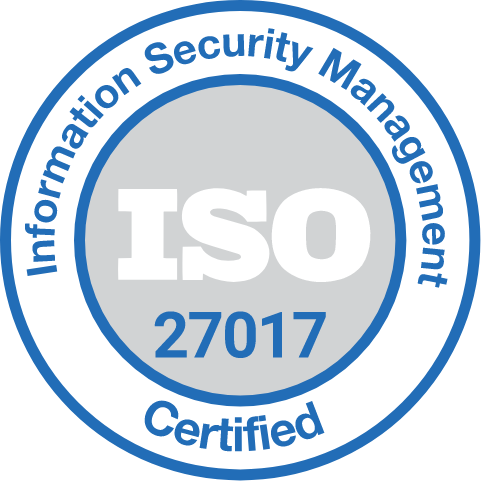 Information Security Management
ISO
27017
Certified